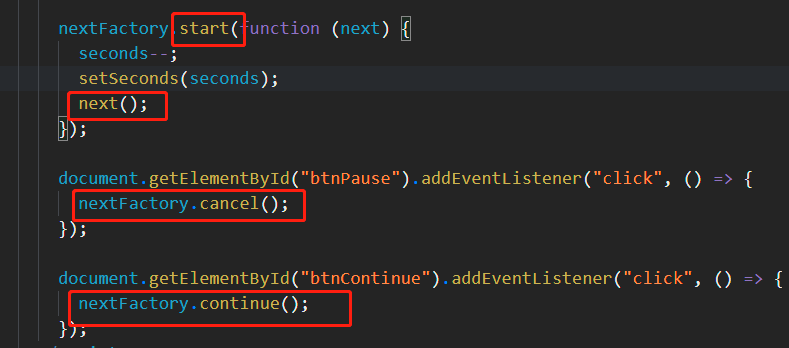 nextFactory.start(function (next) {
seconds--;
setSeconds(seconds);
next();
});
document.getElementById("btnPause").addEventListener("click", () => {
nextFactory.cancel();
});
document.getElementById("btnContinue").addEventListener("click", () => {
nextFactory.continue();
});